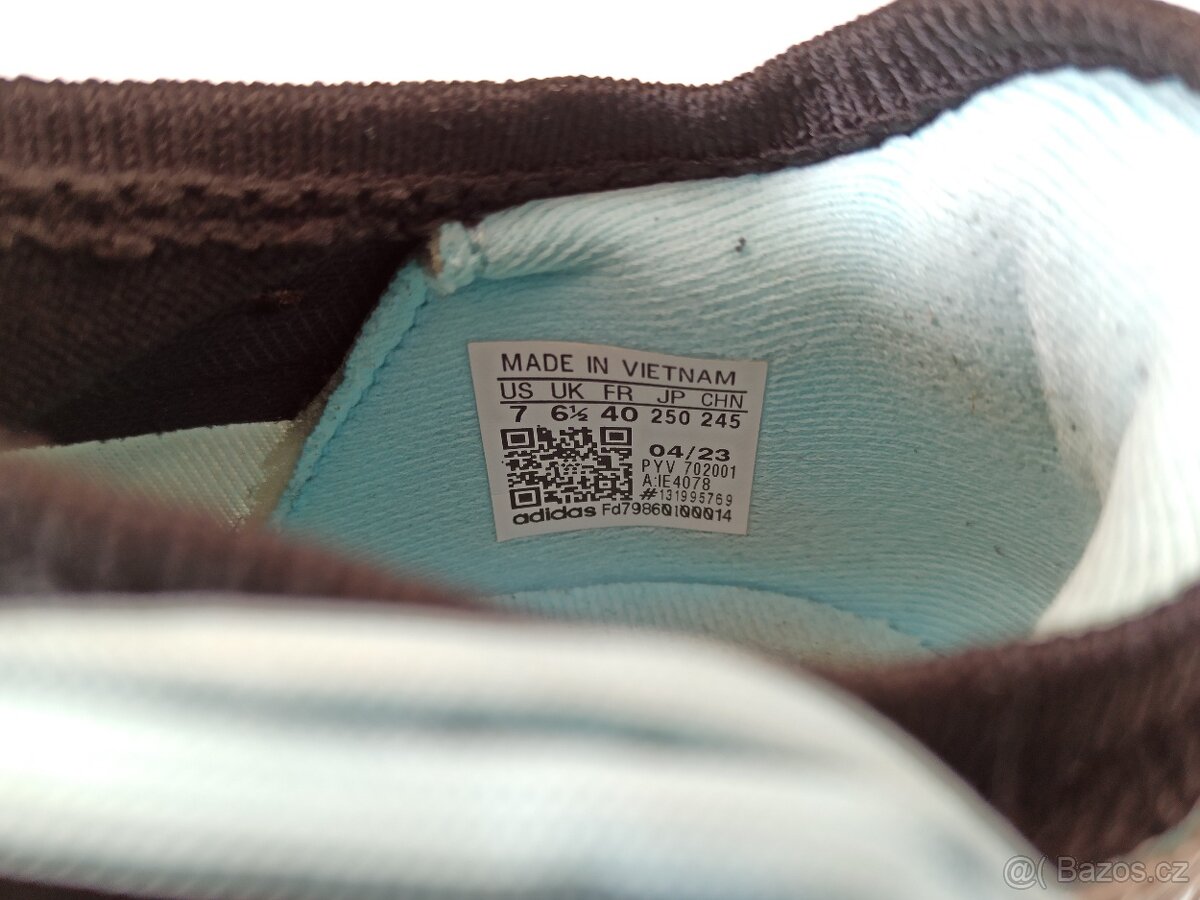 MADE IN VIETNAM
US UK FR JP CHN
7 6½ 40 250 245
04/23
PYV 702001
A:IE4078
#131995769
adidas Fd79860100014
@( Bazos.cz